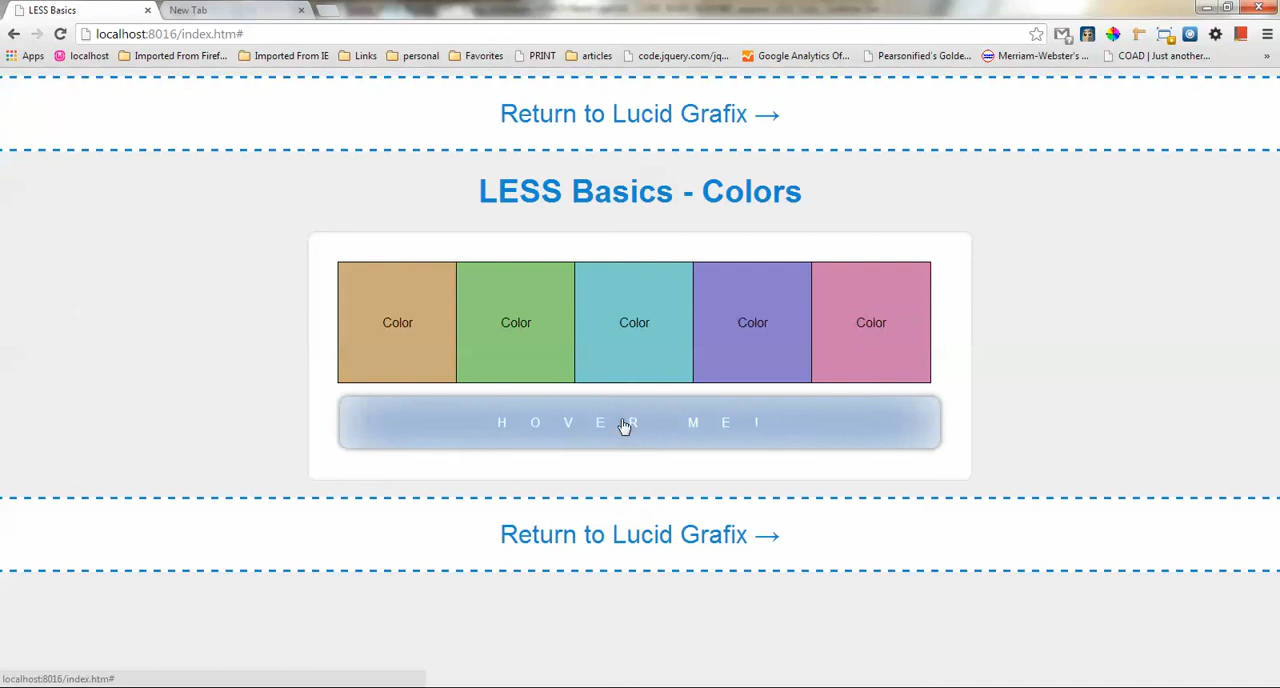 LESS Basics
New Tab
localhost:8016/index.htm#
Apps localhost Imported From Firef... Imported From IE Links personal Favorites PRINT articles code.jquery.com/jq... Google Analytics Of... Pearsonified's Golde... Merriam-Webster's ... COAD | Just another... »
Return to Lucid Grafix →
LESS Basics - Colors
Color Color Color Color Color
HOVER ME!
Return to Lucid Grafix →
localhost:8016/index.htm#